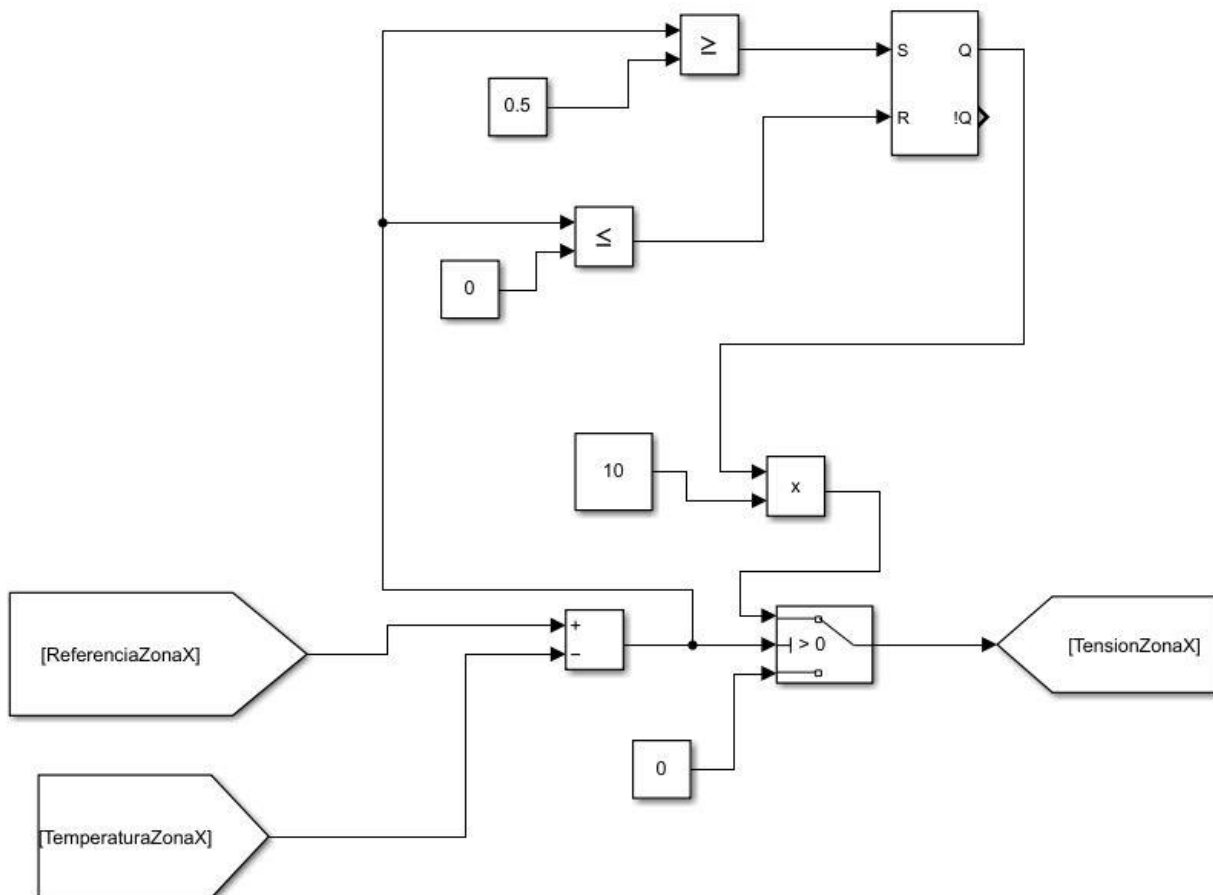 ≥
S Q
0.5
R !Q
≤
0
10
x
[ReferenciaZonaX]
+
−
> 0
[TensionZonaX]
0
[TemperaturaZonaX]